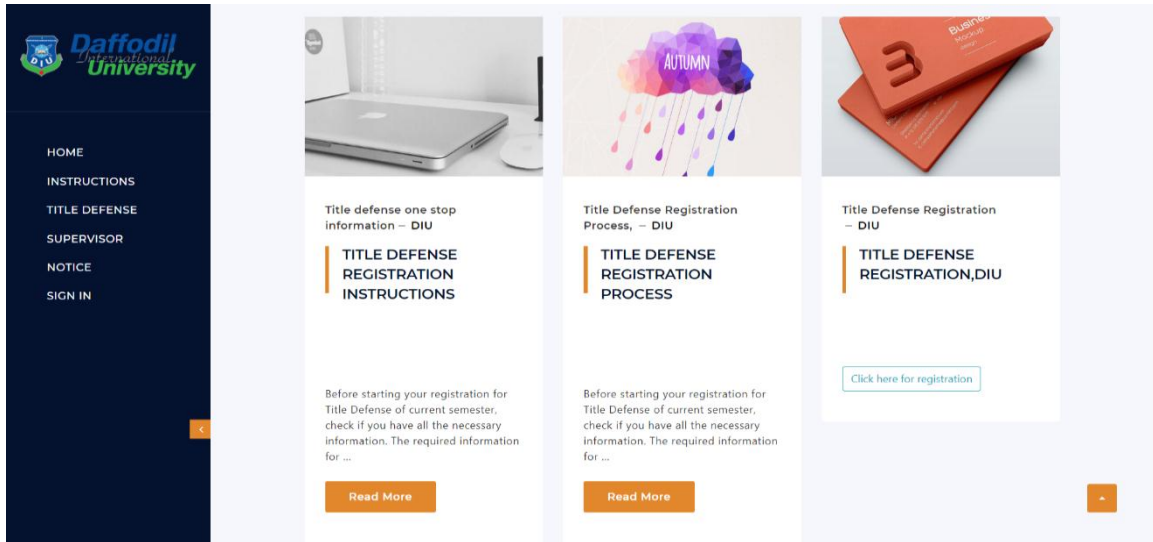 Daffodil
International
University
DIU
HOME
INSTRUCTIONS
TITLE DEFENSE
SUPERVISOR
NOTICE
SIGN IN
Title defense one stop
information – DIU
TITLE DEFENSE
REGISTRATION
INSTRUCTIONS
Before starting your registration for
Title Defense of current semester,
check if you have all the necessary
information. The required information
for ...
Read More
AUTUMN
Title Defense Registration
Process, – DIU
TITLE DEFENSE
REGISTRATION
PROCESS
Before starting your registration for
Title Defense of current semester,
check if you have all the necessary
information. The required information
for ...
Read More
Business
Mockup
design
Title Defense Registration
– DIU
TITLE DEFENSE
REGISTRATION,DIU
Click here for registration